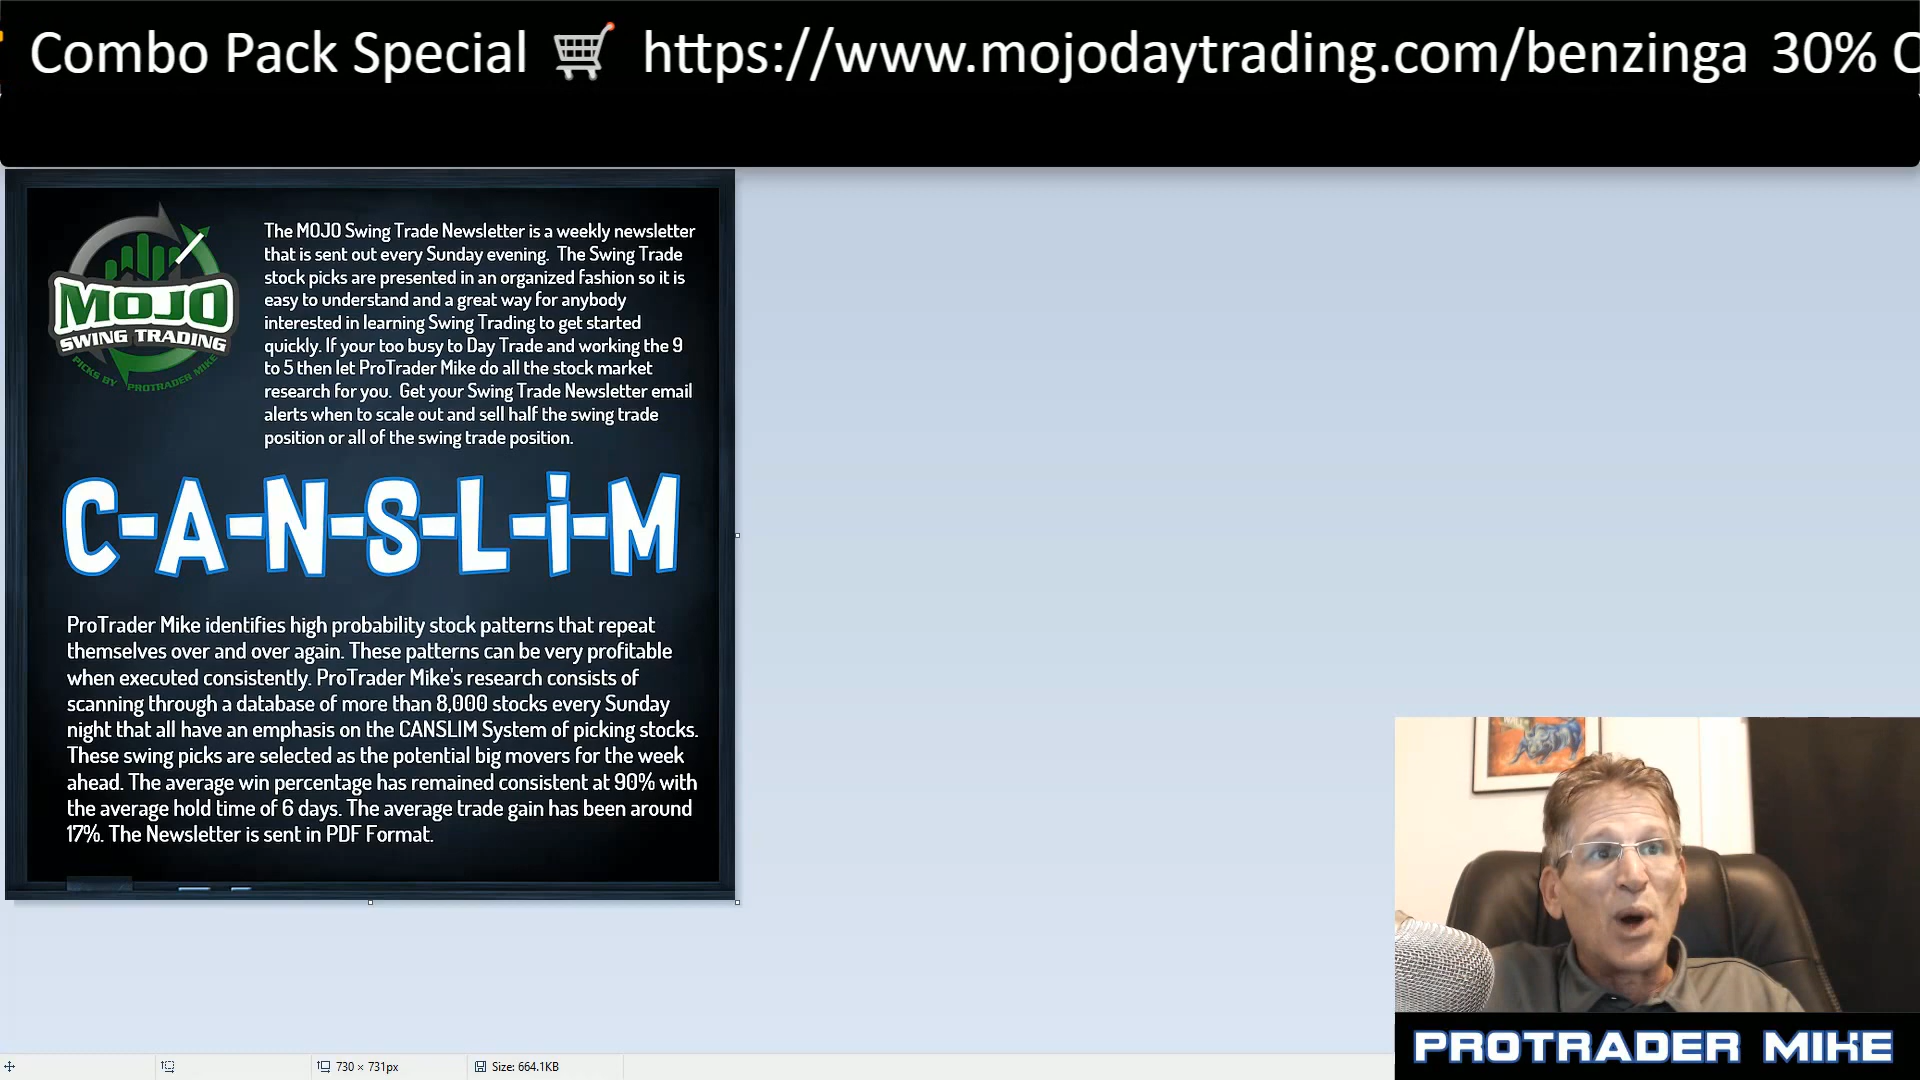 Combo Pack Special 🛒 https://www.mojodaytrading.com/benzinga 30%
MOJO
SWING TRADING
PICKS BY PROTRADER MIKE
The MOJO Swing Trade Newsletter is a weekly newsletter
that is sent out every Sunday evening. The Swing Trade
stock picks are presented in an organized fashion so it is
easy to understand and a great way for anybody
interested in learning Swing Trading to get started
quickly. If your too busy to Day Trade and working the 9
to 5 then let ProTrader Mike do all the stock market
research for you. Get your Swing Trade Newsletter email
alerts when to scale out and sell half the swing trade
position or all of the swing trade position.
C-A-N-S-L-i-M
ProTrader Mike identifies high probability stock patterns that repeat
themselves over and over again. These patterns can be very profitable
when executed consistently. ProTrader Mike's research consists of
scanning through a database of more than 8,000 stocks every Sunday
night that all have an emphasis on the CANSLIM System of picking stocks.
These swing picks are selected as the potential big movers for the week
ahead. The average win percentage has remained consistent at 90% with
the average hold time of 6 days. The average trade gain has been around
17%. The Newsletter is sent in PDF Format.
PROTRADER MIKE
730 × 731px
Size: 664.1KB